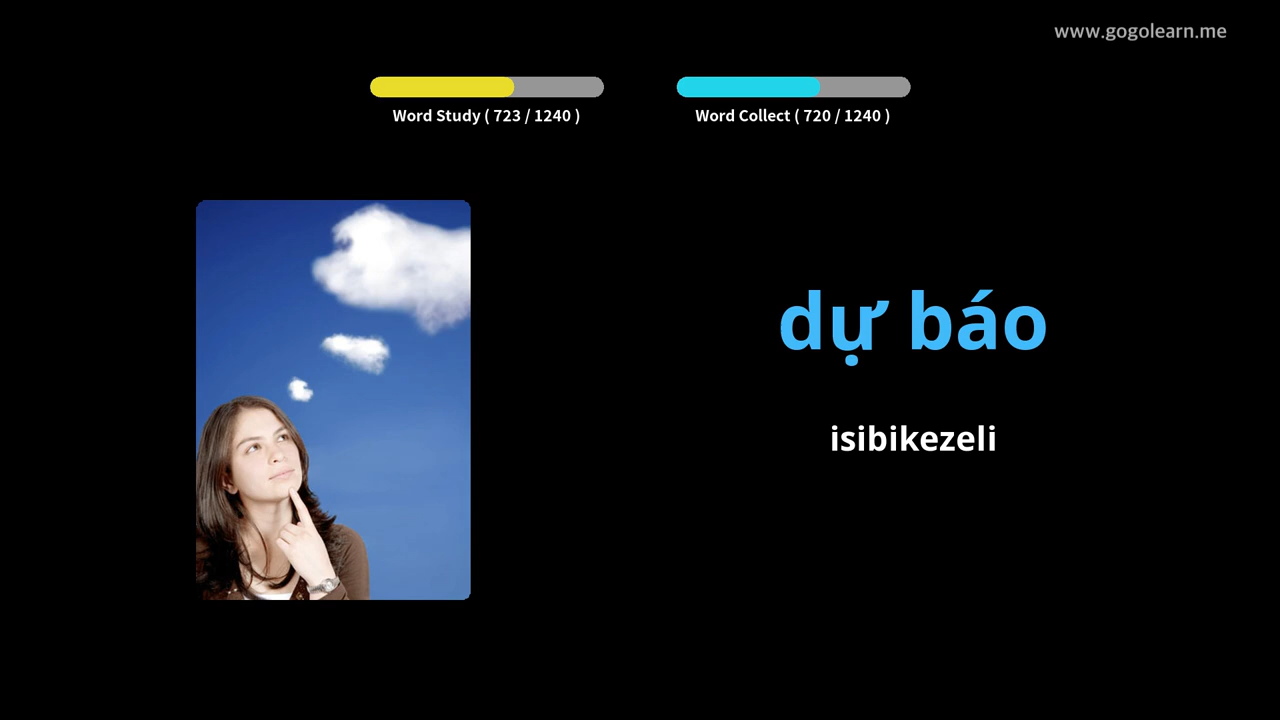 www.gogolearn.me
Word Study ( 723 / 1240 )
Word Collect ( 720 / 1240 )
dự báo
isibikezeli